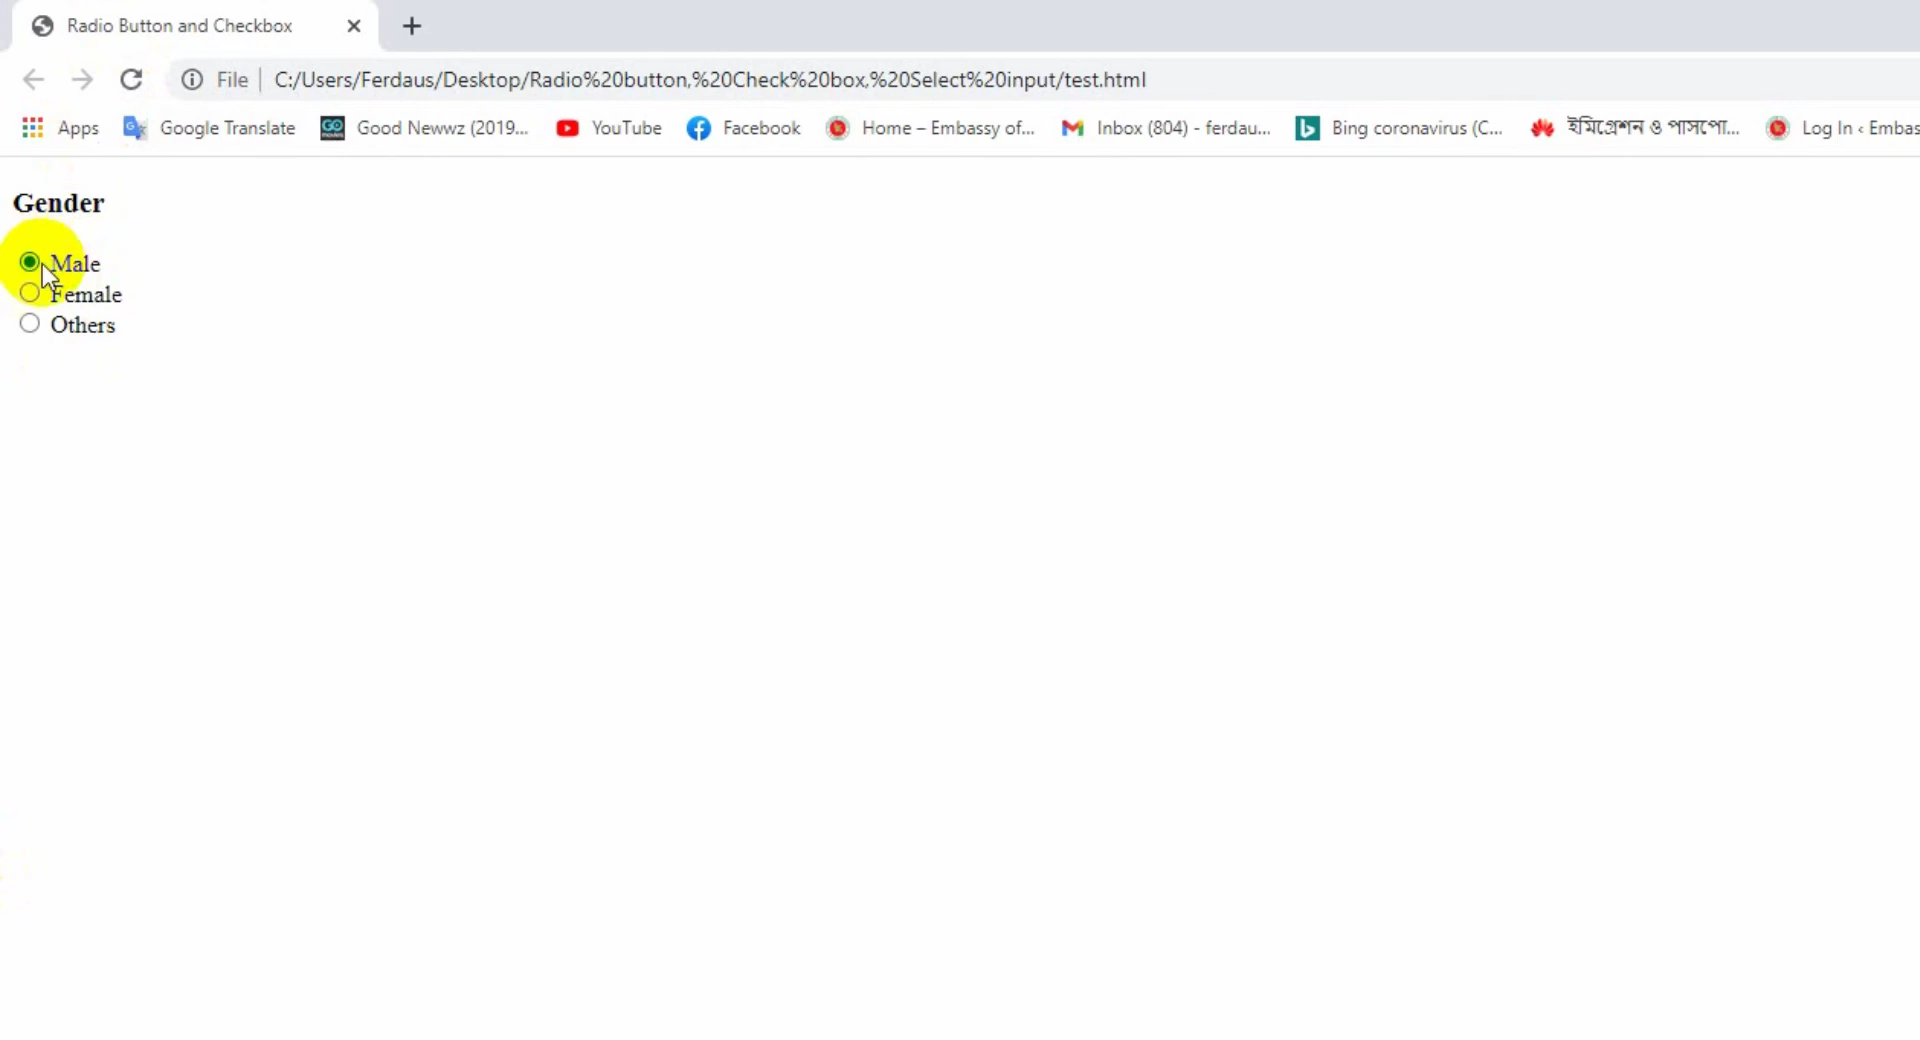 Radio Button and Checkbox
File C:/Users/Ferdaus/Desktop/Radio%20button,%20Check%20box,%20Select%20input/test.html
Apps Google Translate GO movies Good Newwz (2019... YouTube Facebook Home – Embassy of... Inbox (804) - ferdau... Bing coronavirus (C... ইমিগ্রেশন ও পাসপো... Log In ‹ Embas
Gender
Male
Female
Others